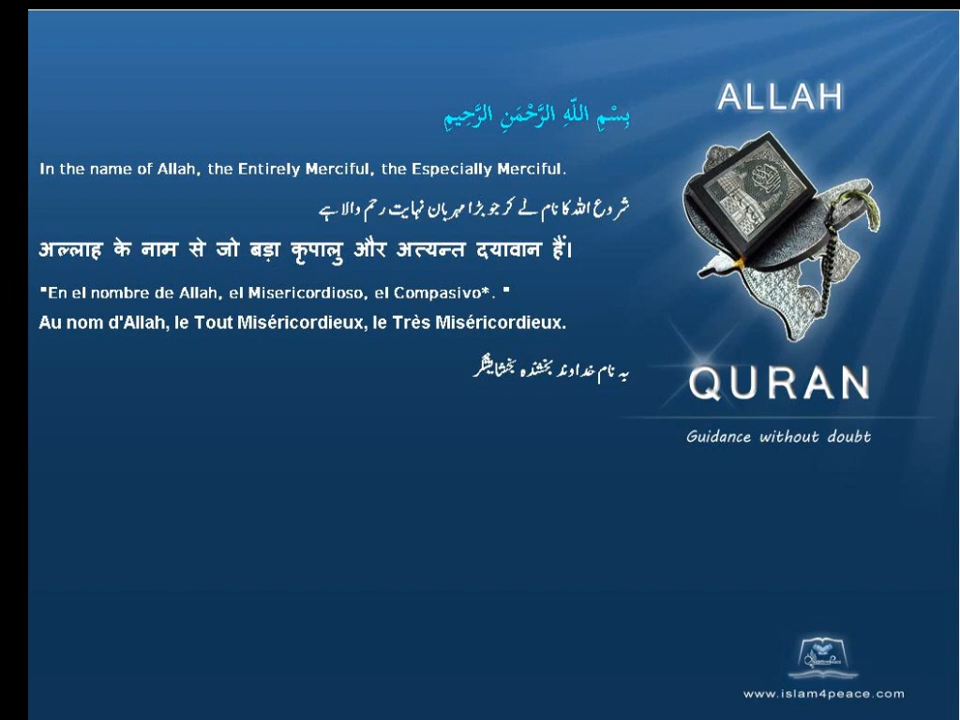 بِسْمِ اللّهِ الرَّحْمَنِ الرَّحِيمِ
In the name of Allah, the Entirely Merciful, the Especially Merciful.
شروع اللہ کا نام لے کر جو بڑا مہربان نہایت رحم والا ہے
अल्लाह के नाम से जो बड़ा कृपालु और अत्यन्त दयावान हैं।
"En el nombre de Allah, el Misericordioso, el Compasivo*. "
Au nom d'Allah, le Tout Miséricordieux, le Très Miséricordieux.
به نام خداوند بخشنده بخشایشگر
ALLAH
QURAN
Guidance without doubt
www.islam4peace.com